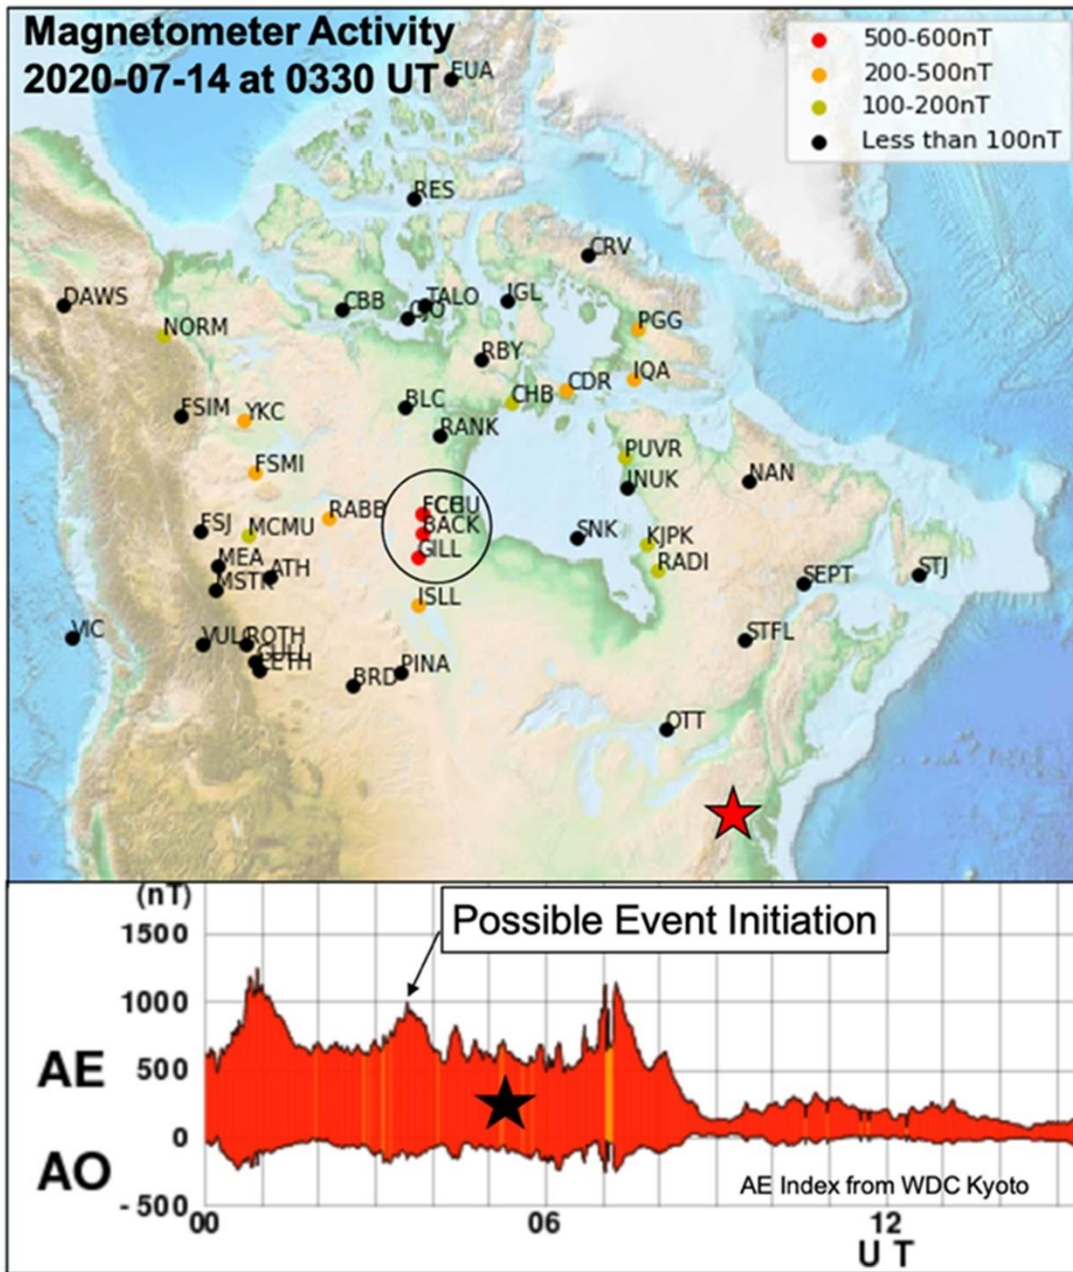 Magnetometer Activity
2020-07-14 at 0330 UT
500-600nT
200-500nT
100-200nT
Less than 100nT
EUA
RES
CRV
DAWS
CBB
TALO
IGL
NORM
PGG
RBY
IQA
CDR
BLC
CHB
FSIM
YKC
RANK
PUVR
FSMI
NAN
INUK
RABB
FSJ
MCMU
BACK
SNK
KJPK
GILL
MEA
ATH
RADI
MSTK
SEPT
STJ
ISLL
VIC
VULC
ROTH
STFL
LETH
BRD
PINA
OTT
(nT)
1500
1000
500
0
-500
AE
AO
Possible Event Initiation
AE Index from WDC Kyoto
00
06
12
U T